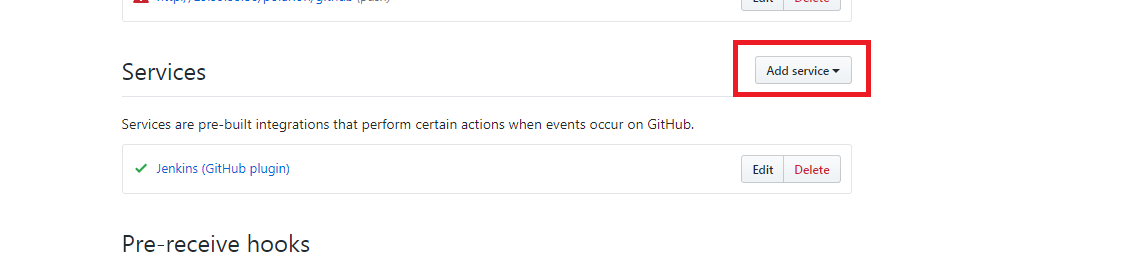 (push)
Edit Delete
Services
Add service
Services are pre-built integrations that perform certain actions when events occur on GitHub.
Jenkins (GitHub plugin)
Edit Delete
Pre-receive hooks